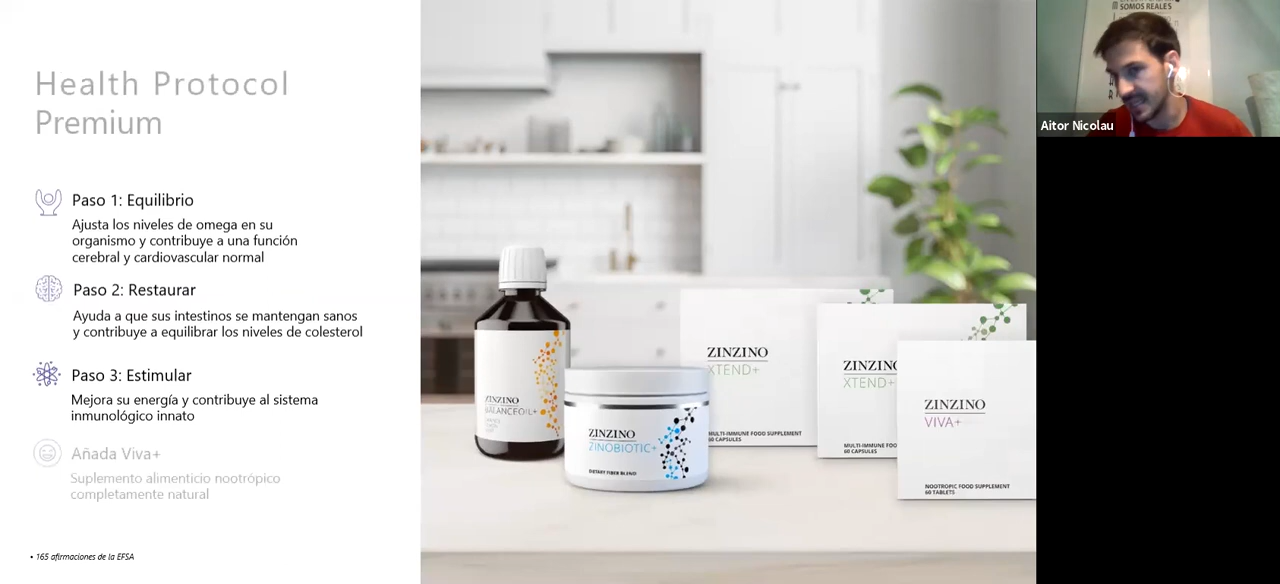 Health Protocol
Premium
Paso 1: Equilibrio
Ajusta los niveles de omega en su
organismo y contribuye a una función
cerebral y cardiovascular normal
Paso 2: Restaurar
Ayuda a que sus intestinos se mantengan sanos
y contribuye a equilibrar los niveles de colesterol
Paso 3: Estimular
Mejora su energía y contribuye al sistema
inmunológico innato
Añada Viva+
Suplemento alimenticio nootrópico
completamente natural
• 165 afirmaciones de la EFSA
ZINZINO
BALANCEOIL+
ZINZINO
ZINOBIOTIC+
DIETARY FIBER BLEND
ZINZINO
XTEND+
MULTI-IMMUNE FOOD SUPPLEMENT
60 CAPSULES
ZINZINO
XTEND+
MULTI-IMMUNE FOO
60 CAPSULES
ZINZINO
VIVA+
NOOTROPIC FOOD SUPPLEMENT
60 TABLETS
SOMOS REALES
Aitor Nicolau